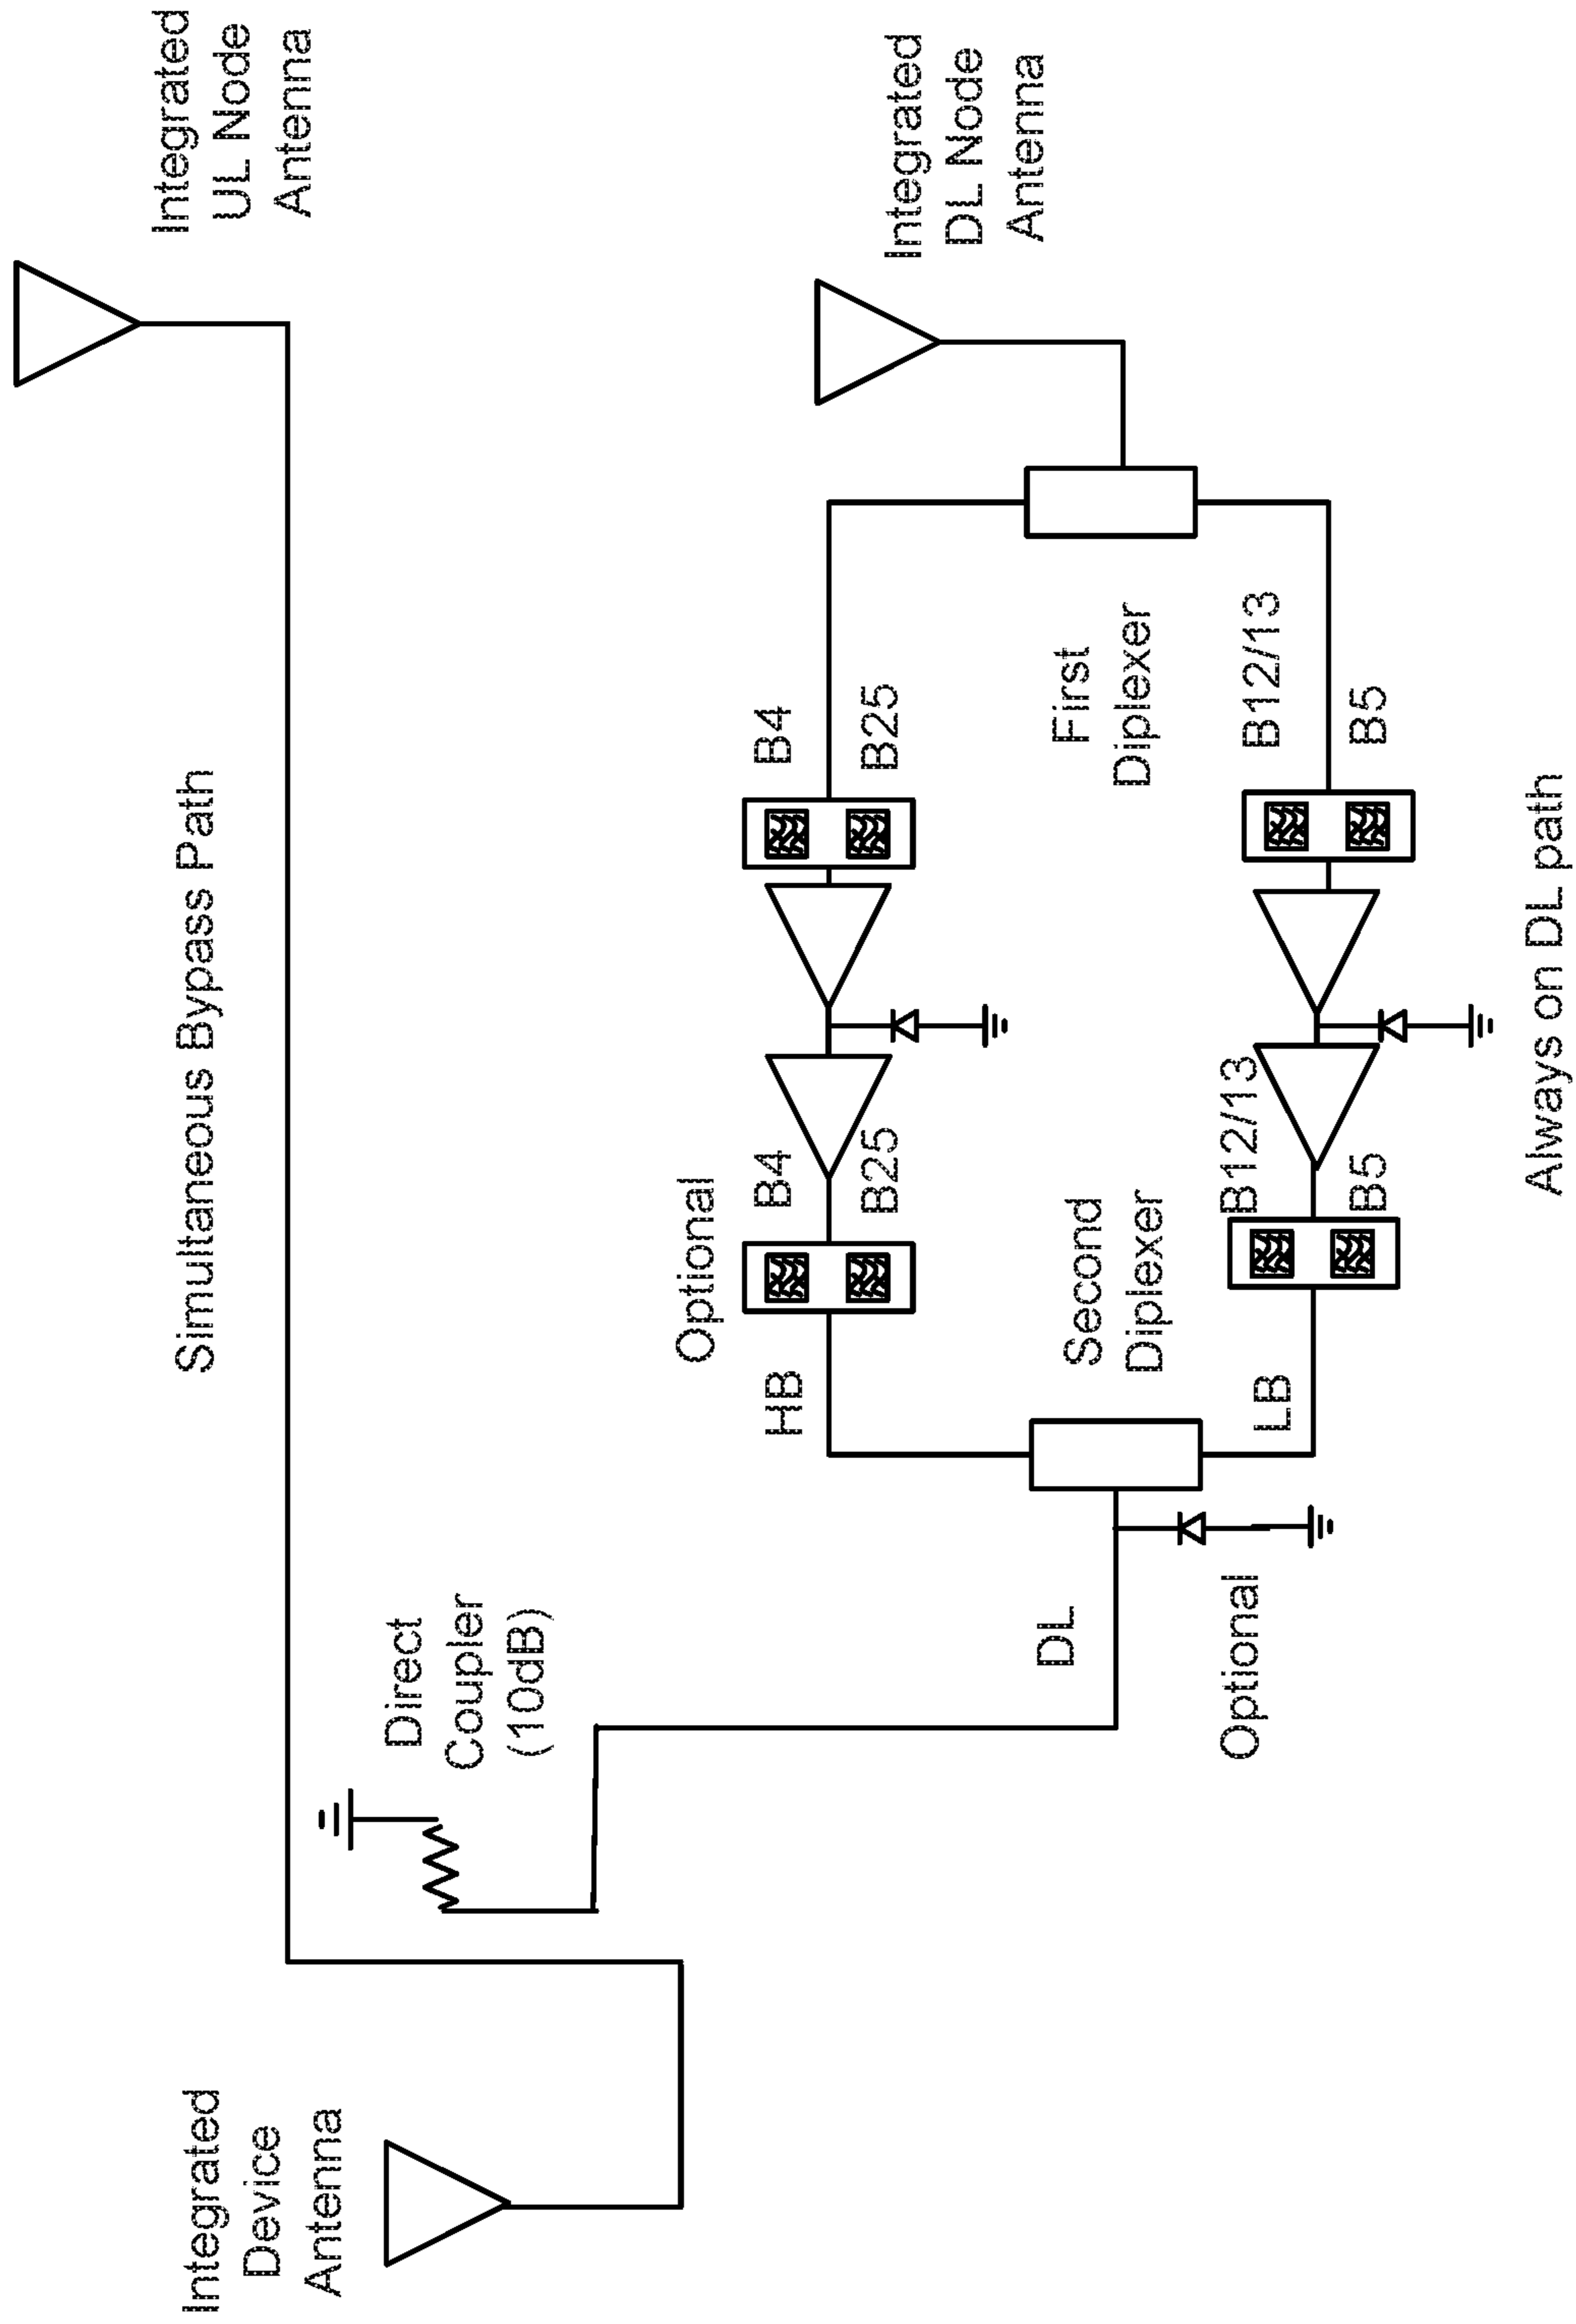 Integrated
UL Node
Antenna
Simultaneous Bypass Path
Integrated
Device
Antenna
Direct
Coupler
(10dB)
Integrated
DL Node
Antenna
Optional
HB
B4
B25
B4
B25
DL
Second
Diplexer
First
Diplexer
Optional
LB
B12/13
B5
B12/13
B5
Always on DL path